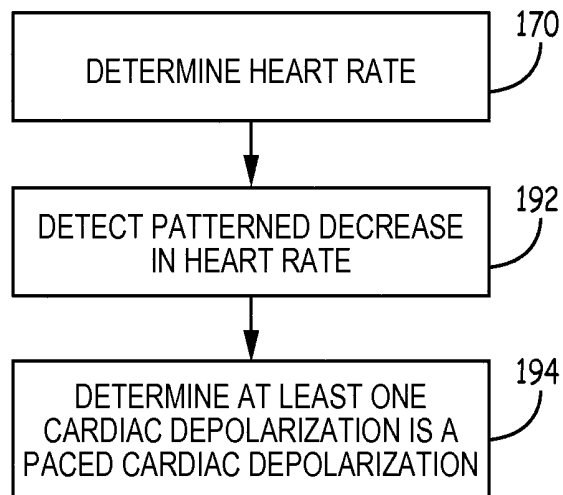 170
DETERMINE HEART RATE
192
DETECT PATTERNED DECREASE
IN HEART RATE
194
DETERMINE AT LEAST ONE
CARDIAC DEPOLARIZATION IS A
PACED CARDIAC DEPOLARIZATION